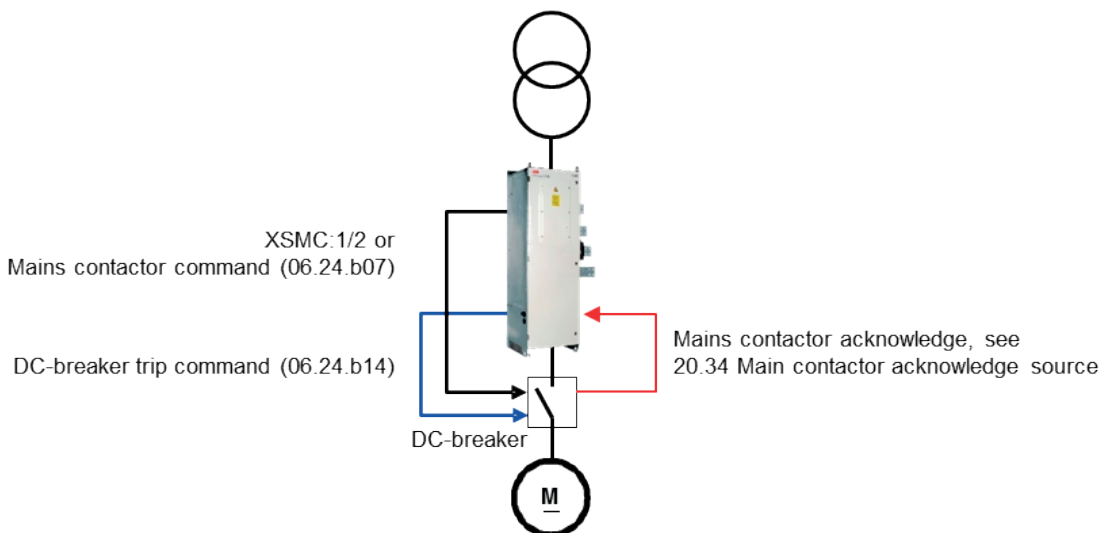 XSMC:1/2 or
Mains contactor command (06.24.b07)
DC-breaker trip command (06.24.b14)
Mains contactor acknowledge, see
20.34 Main contactor acknowledge source
DC-breaker
M